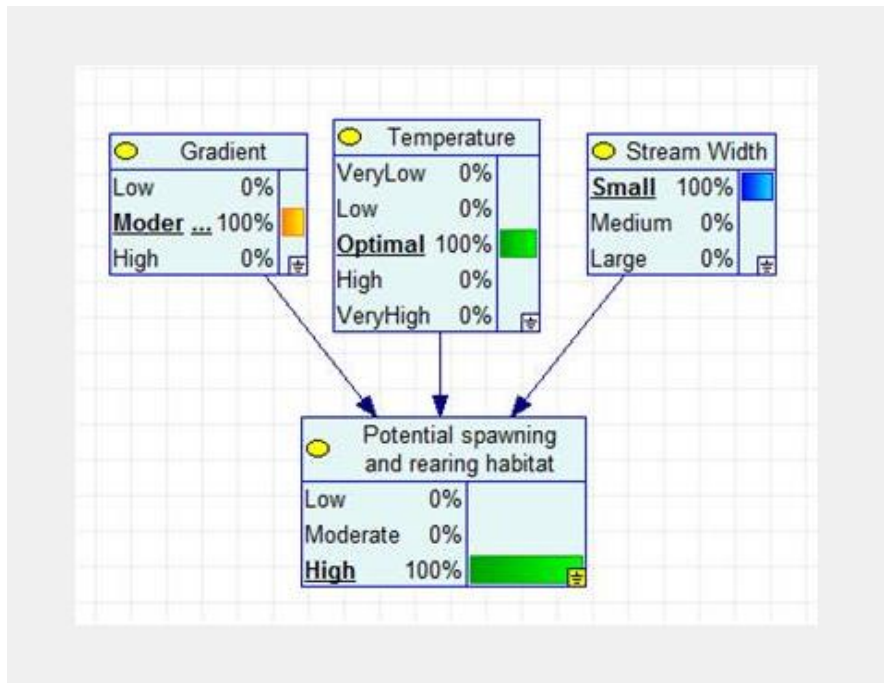 Gradient
Low 0%
Moder ... 100%
High 0%
Temperature
VeryLow 0%
Low 0%
Optimal 100%
High 0%
VeryHigh 0%
Stream Width
Small 100%
Medium 0%
Large 0%
Potential spawning
and rearing habitat
Low 0%
Moderate 0%
High 100%